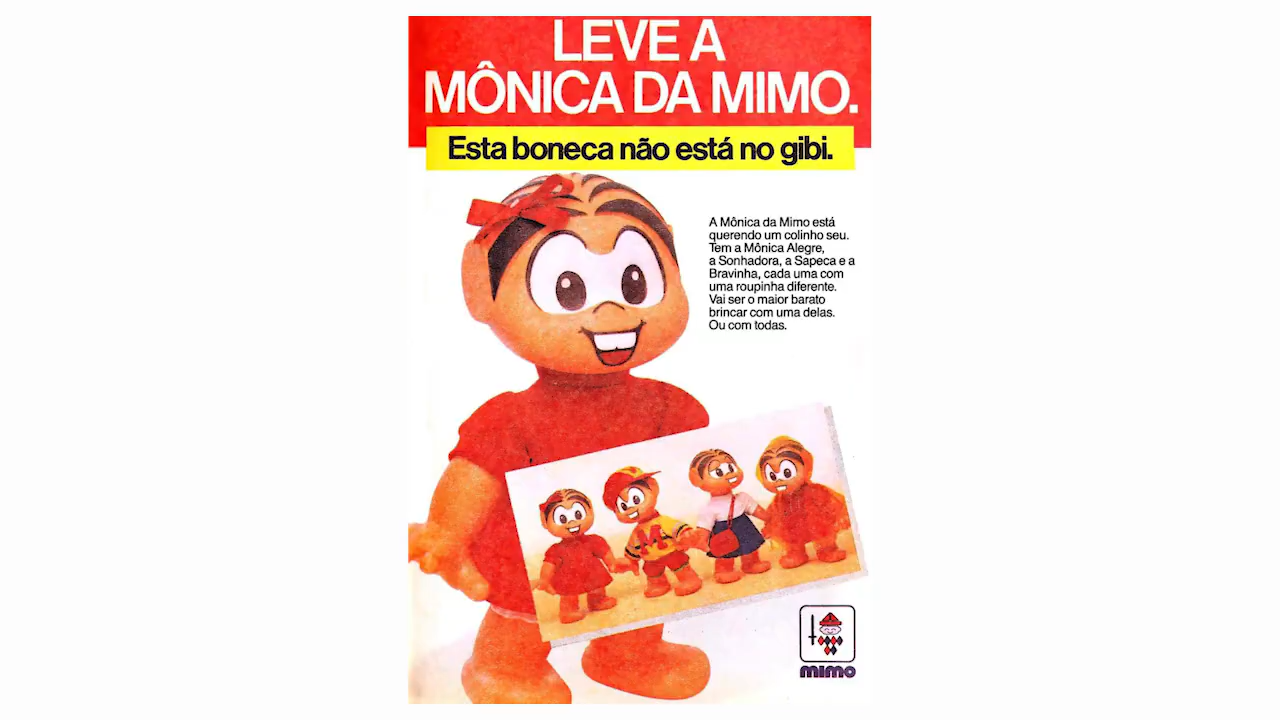 LEVE A
MÔNICA DA MIMO.
Esta boneca não está no gibi.
A Mônica da Mimo está
querendo um colinho seu.
Tem a Mônica Alegre,
a Sonhadora, a Sapeca e a
Bravinha, cada uma com
uma roupinha diferente.
Vai ser o maior barato
brincar com uma delas.
Ou com todas.
M
mimo